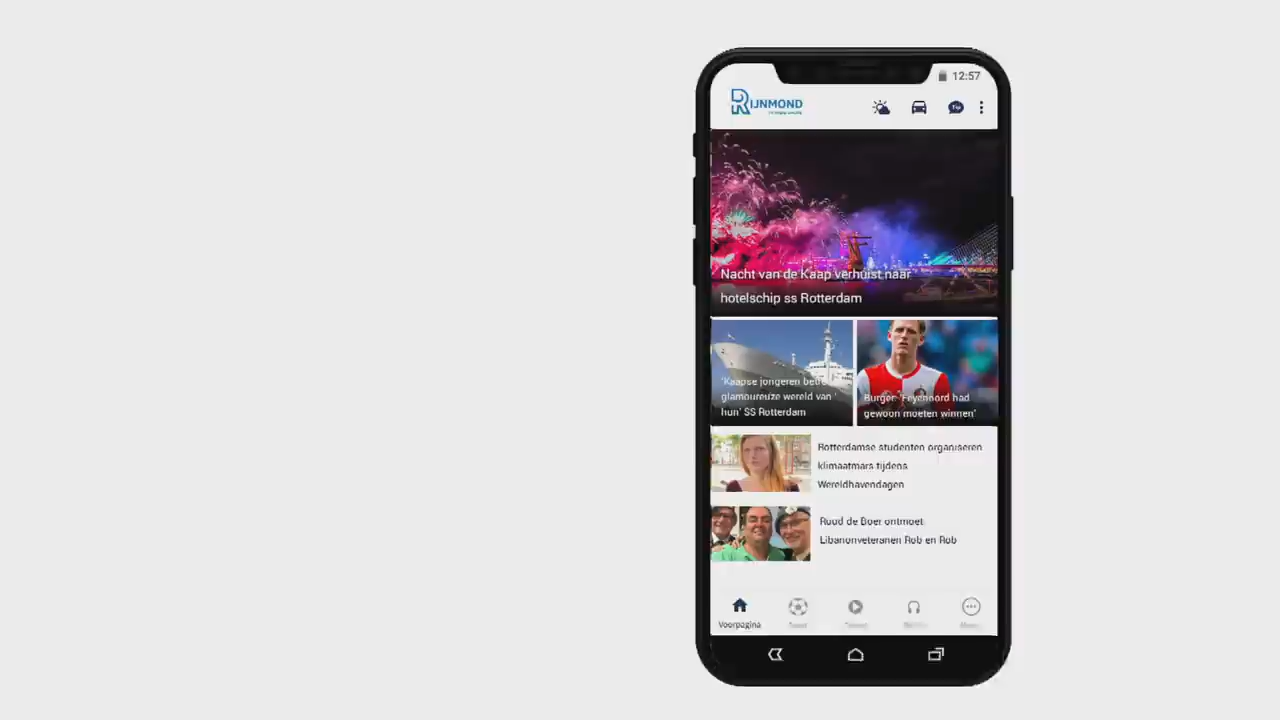 12:57
RIJNMOND
Nacht van de Kaap verhuist naar
hotelschip ss Rotterdam
'Kaapse jongeren
glamoureuze wereld van '
hun' SS Rotterdam
Burger: 'Feyenoord had
gewoon moeten winnen'
Rotterdamse studenten organiseren
klimaatmars tijdens
Wereldhavendagen
Ruud de Boer ontmoet
Libanonveteranen Rob en Rob
Voorpagina